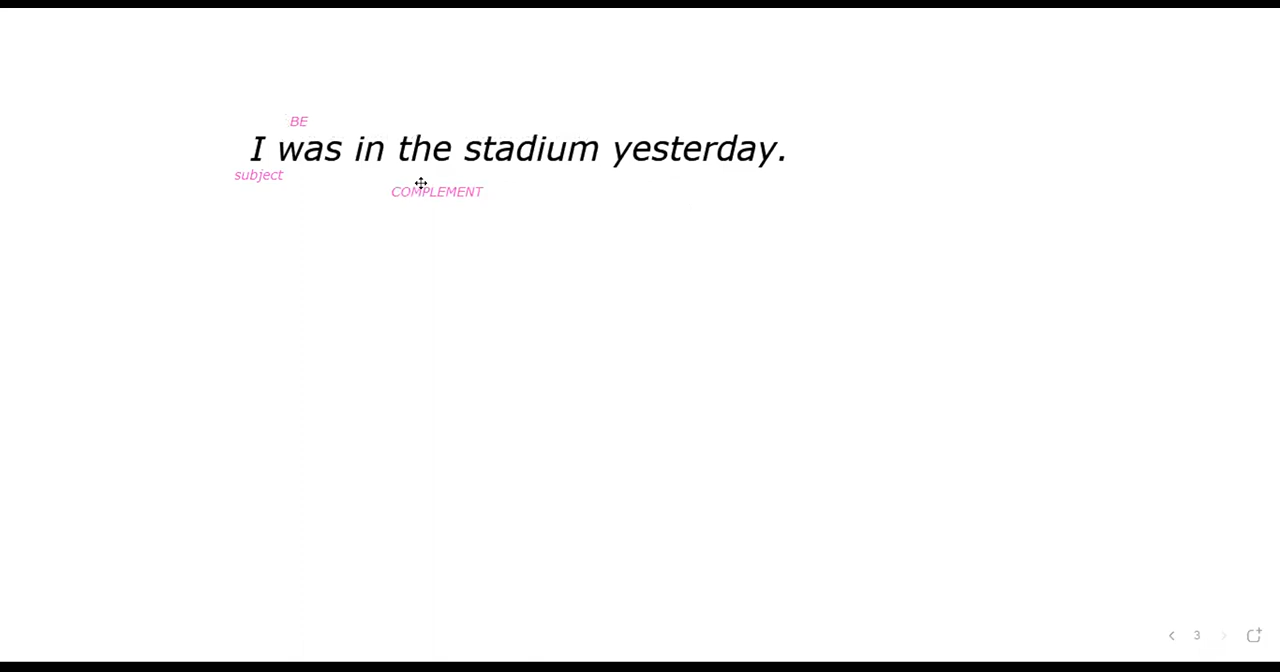 BE
I was in the stadium yesterday.
subject
COMPLEMENT
3